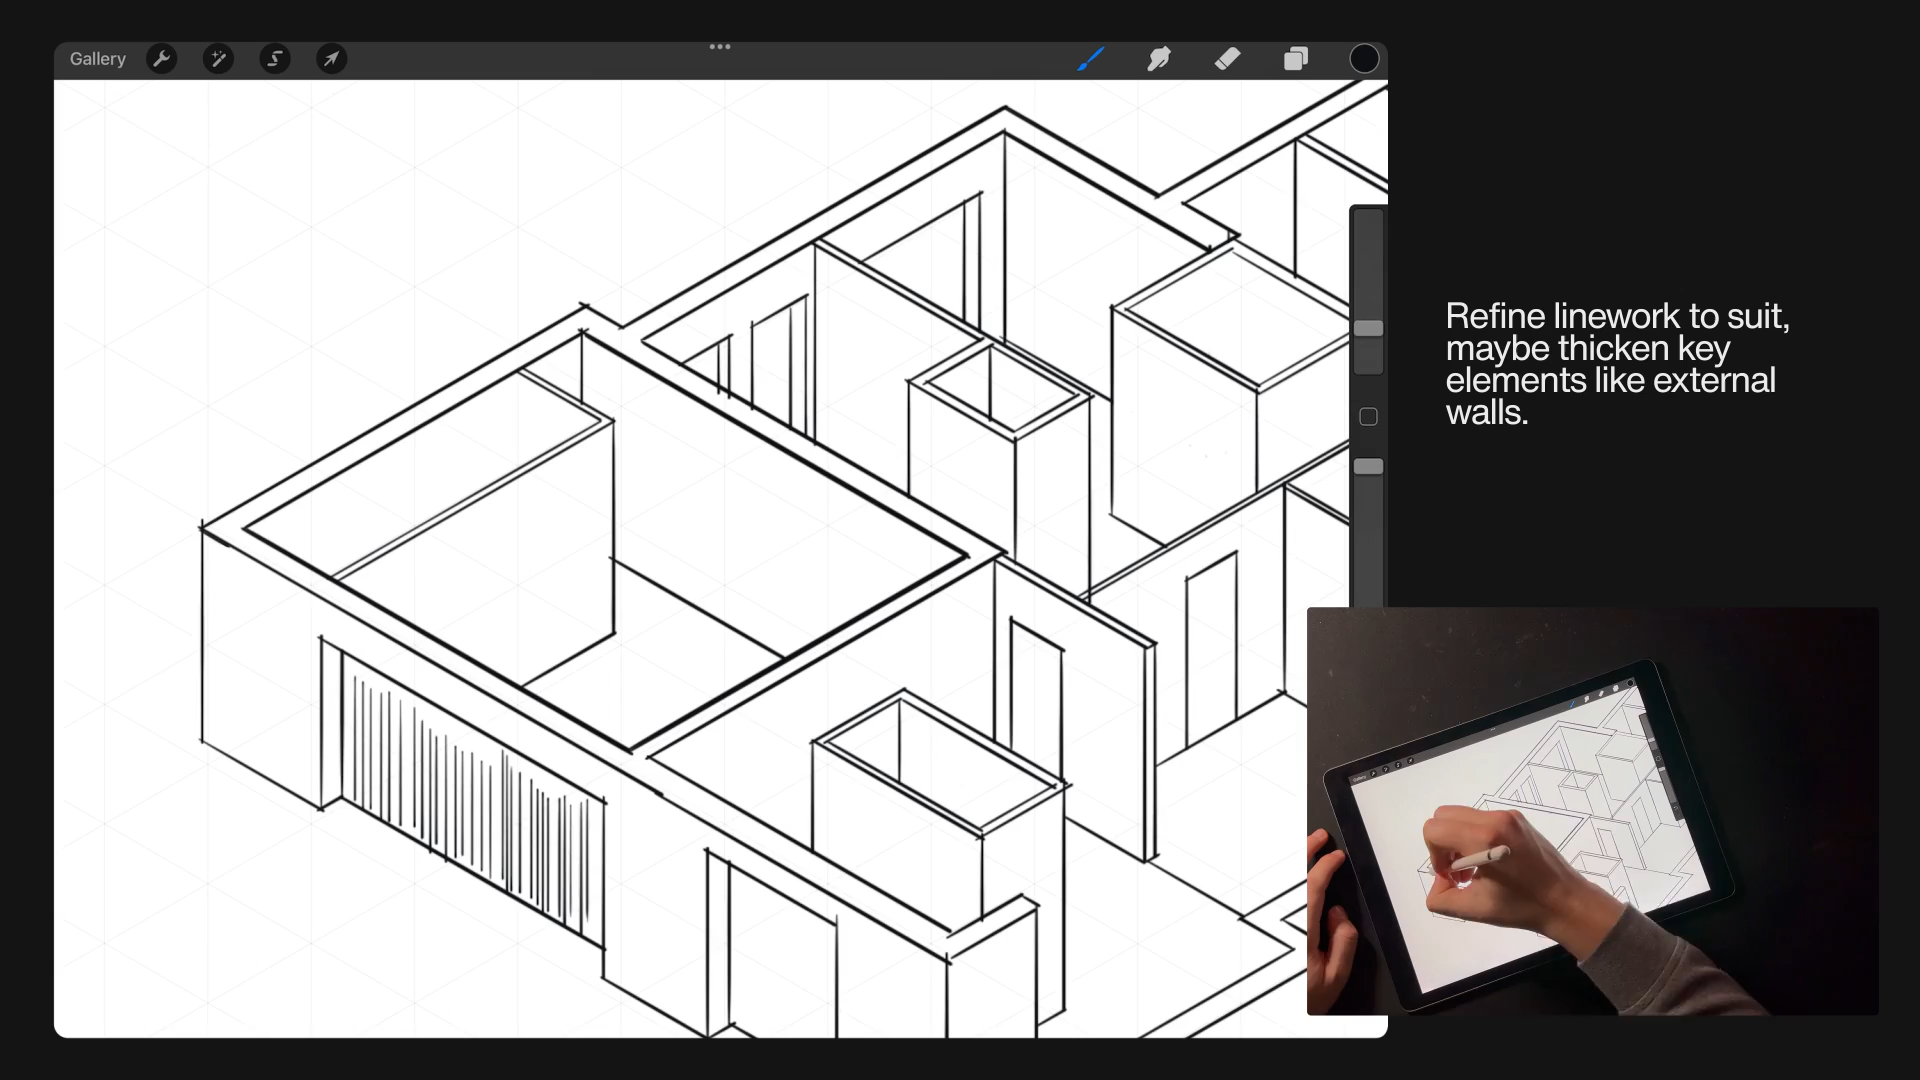 Gallery
Refine linework to suit,
maybe thicken key
elements like external
walls.